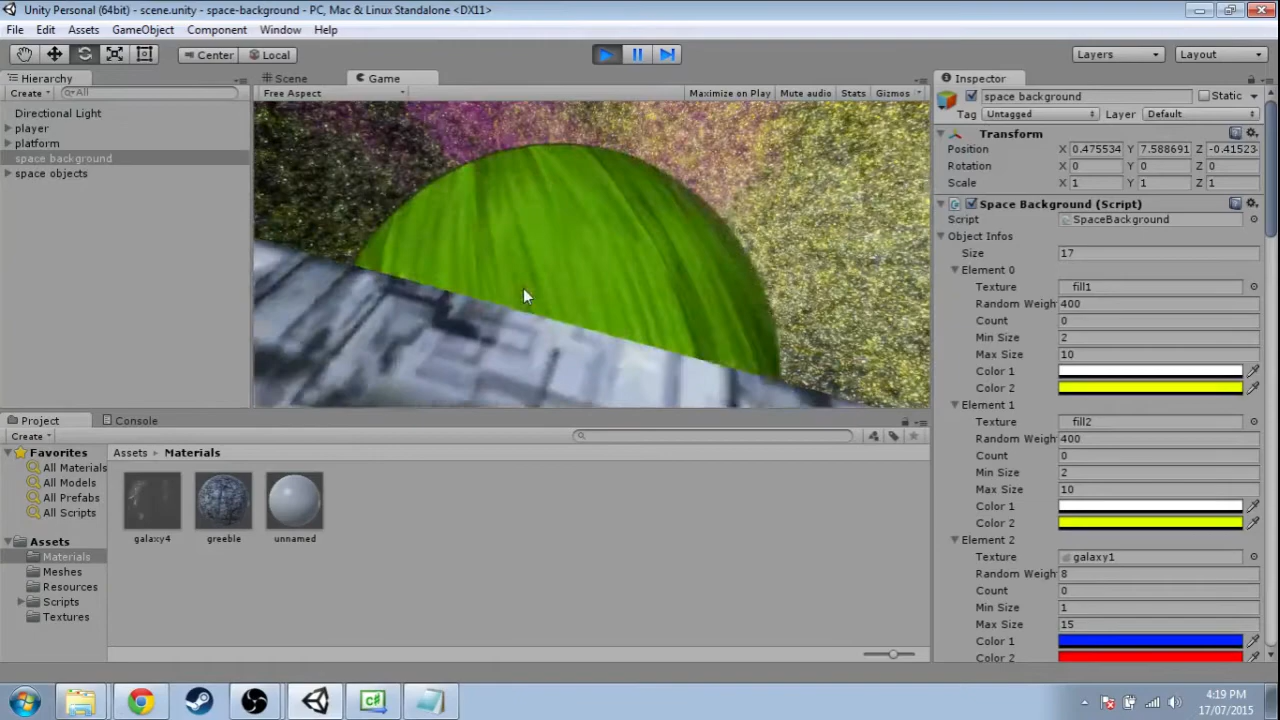 Unity Personal (64bit) - scene.unity - space-background - PC, Mac & Linux Standalone <DX11>
File Edit Assets GameObject Component Window Help
Center Local Layers Layout
Hierarchy Scene Game Inspector
Create All Free Aspect Maximize on Play Mute audio Stats Gizmos space background Static
Directional Light Tag Untagged Layer Default
player Transform
platform Position X 0.475534 Y 7.588691 Z -0.41523
space background Rotation X 0 Y 0 Z 0
space objects Scale X 1 Y 1 Z 1
Space Background (Script)
Script SpaceBackground
Object Infos
Size 17
Element 0
Texture fill1
Random Weigh 400
Count 0
Min Size 2
Max Size 10
Color 1
Color 2
Element 1
Texture fill2
Random Weigh 400
Count 0
Min Size 2
Max Size 10
Color 1
Color 2
Element 2
Texture galaxy1
Random Weigh 8
Count 0
Min Size 1
Max Size 15
Color 1
Color 2
Project Console
Create
Favorites Assets Materials
All Materials
All Models
All Prefabs
All Scripts
Assets galaxy4 greeble unnamed
Materials
Meshes
Resources
Scripts
Textures
C#
4:19 PM
17/07/2015